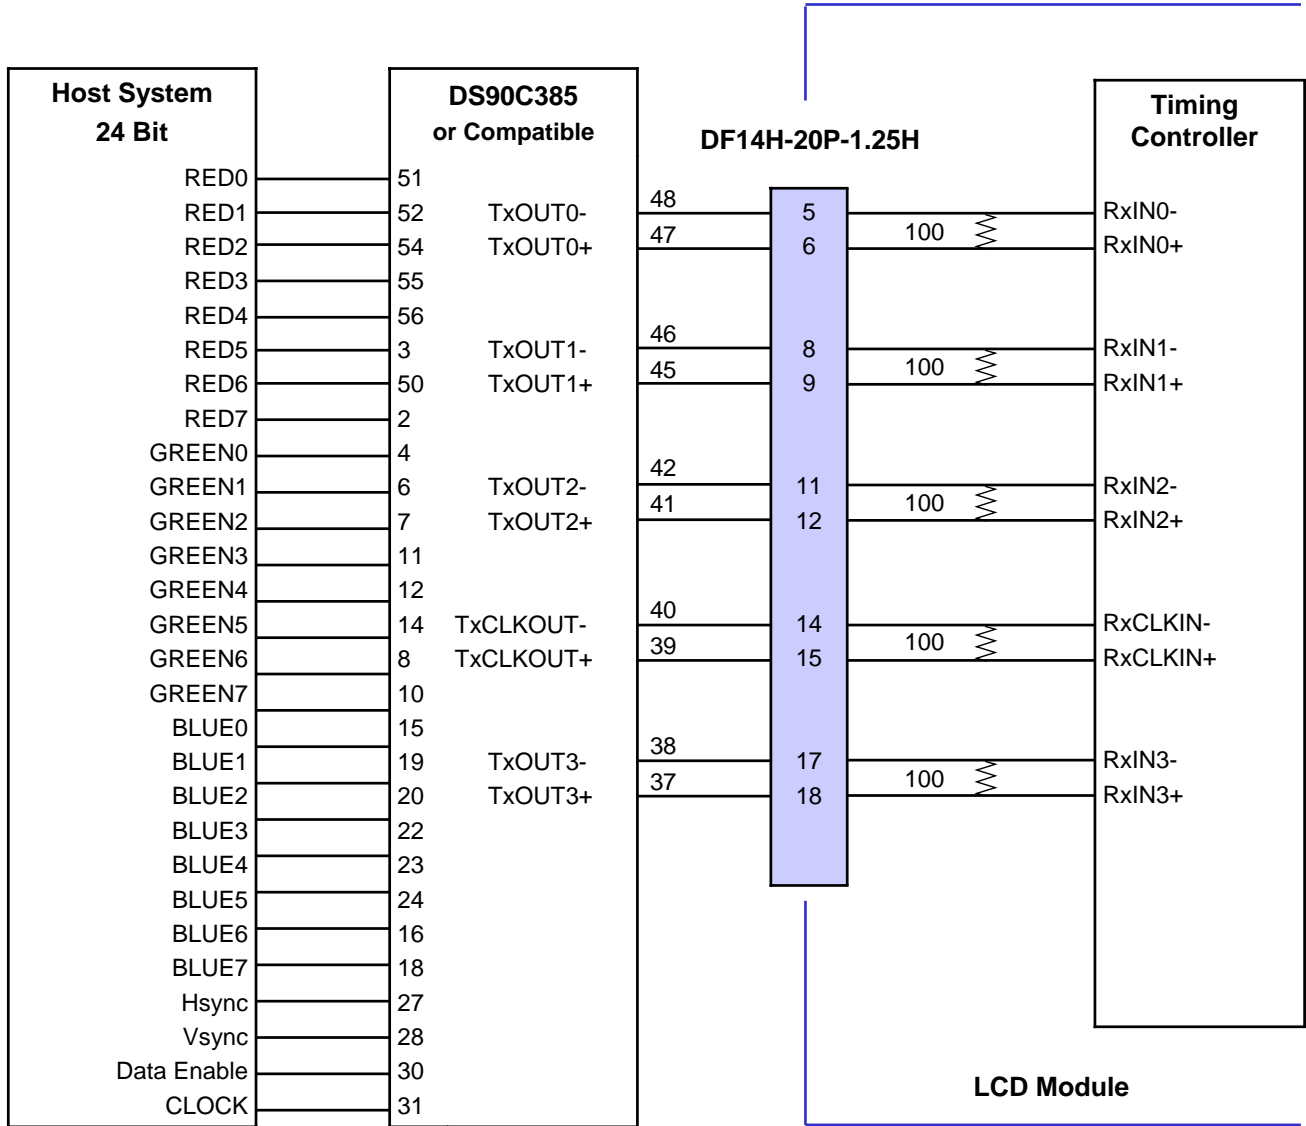 Host System
24 Bit
RED0
RED1
RED2
RED3
RED4
RED5
RED6
RED7
GREEN0
GREEN1
GREEN2
GREEN3
GREEN4
GREEN5
GREEN6
GREEN7
BLUE0
BLUE1
BLUE2
BLUE3
BLUE4
BLUE5
BLUE6
BLUE7
Hsync
Vsync
Data Enable
CLOCK
DS90C385
or Compatible
51
52
54
55
56
3
50
2
4
6
7
11
12
14
8
10
15
19
20
22
23
24
16
18
27
28
30
31
TxOUT0-
TxOUT0+
TxOUT1-
TxOUT1+
TxOUT2-
TxOUT2+
TxCLKOUT-
TxCLKOUT+
TxOUT3-
TxOUT3+
48
47
46
45
42
41
40
39
38
37
DF14H-20P-1.25H
5
6
8
9
11
12
14
15
17
18
100
100
100
100
100
Timing
Controller
RxIN0-
RxIN0+
RxIN1-
RxIN1+
RxIN2-
RxIN2+
RxCLKIN-
RxCLKIN+
RxIN3-
RxIN3+
LCD Module